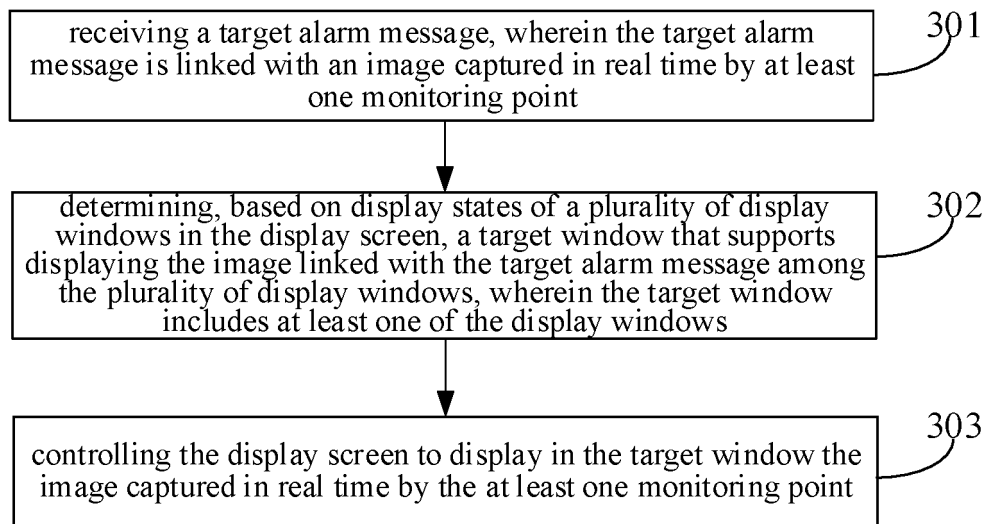 receiving a target alarm message, wherein the target alarm
message is linked with an image captured in real time by at least
one monitoring point
301
determining, based on display states of a plurality of display
windows in the display screen, a target window that supports
displaying the image linked with the target alarm message among
the plurality of display windows, wherein the target window
includes at least one of the display windows
302
controlling the display screen to display in the target window the
image captured in real time by the at least one monitoring point
303